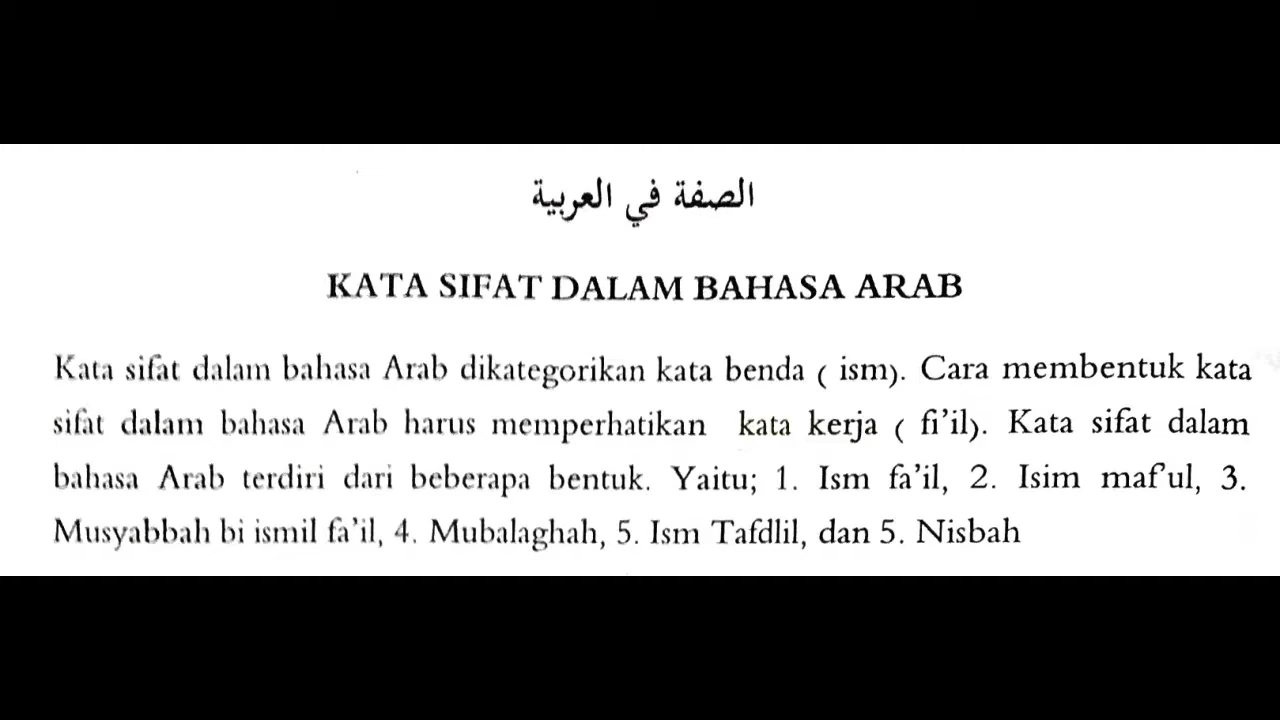 الصفة في العربية
KATA SIFAT DALAM BAHASA ARAB
Kata sifat dalam bahasa Arab dikategorikan kata benda ( ism). Cara membentuk kata
sifat dalam bahasa Arab harus memperhatikan kata kerja ( fi’il). Kata sifat dalam
bahasa Arab terdiri dari beberapa bentuk. Yaitu; 1. Ism fa’il, 2. Isim maf’ul, 3.
Musyabbah bi ismil fa’il, 4. Mubalaghah, 5. Ism Tafdlil, dan 5. Nisbah